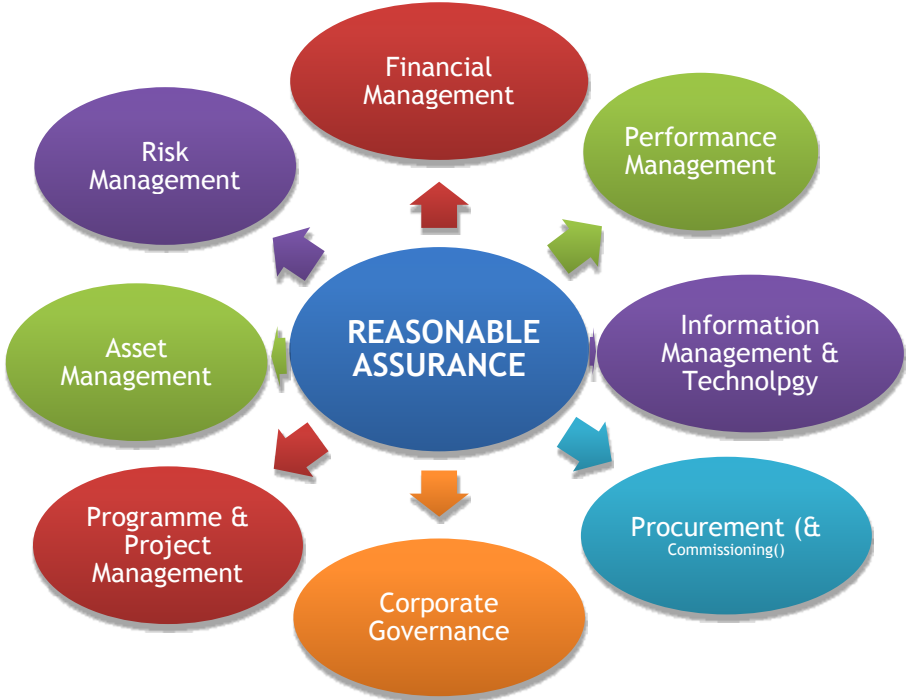 Financial
Management
Performance
Management
Information
Management &
Technolpgy
Procurement (&
Commissioning()
Corporate
Governance
Programme &
Project
Management
Asset
Management
Risk
Management
REASONABLE
ASSURANCE